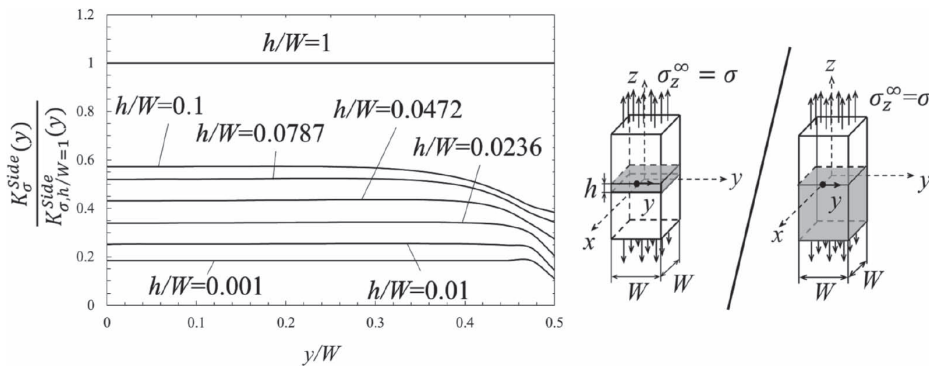 1.2
1
0.8
0.6
0.4
0.2
0
0
0.1
0.2
0.3
0.4
0.5
y/W
K_σ^Side(y)
K_σ,h/W=1^Side(y)
h/W=1
h/W=0.1
h/W=0.0472
h/W=0.0787
h/W=0.0236
h/W=0.001
h/W=0.01
z
σ_z^∞ = σ
h
y
y
x
W
W
z
σ_z^∞=σ
y
y
x
W
W